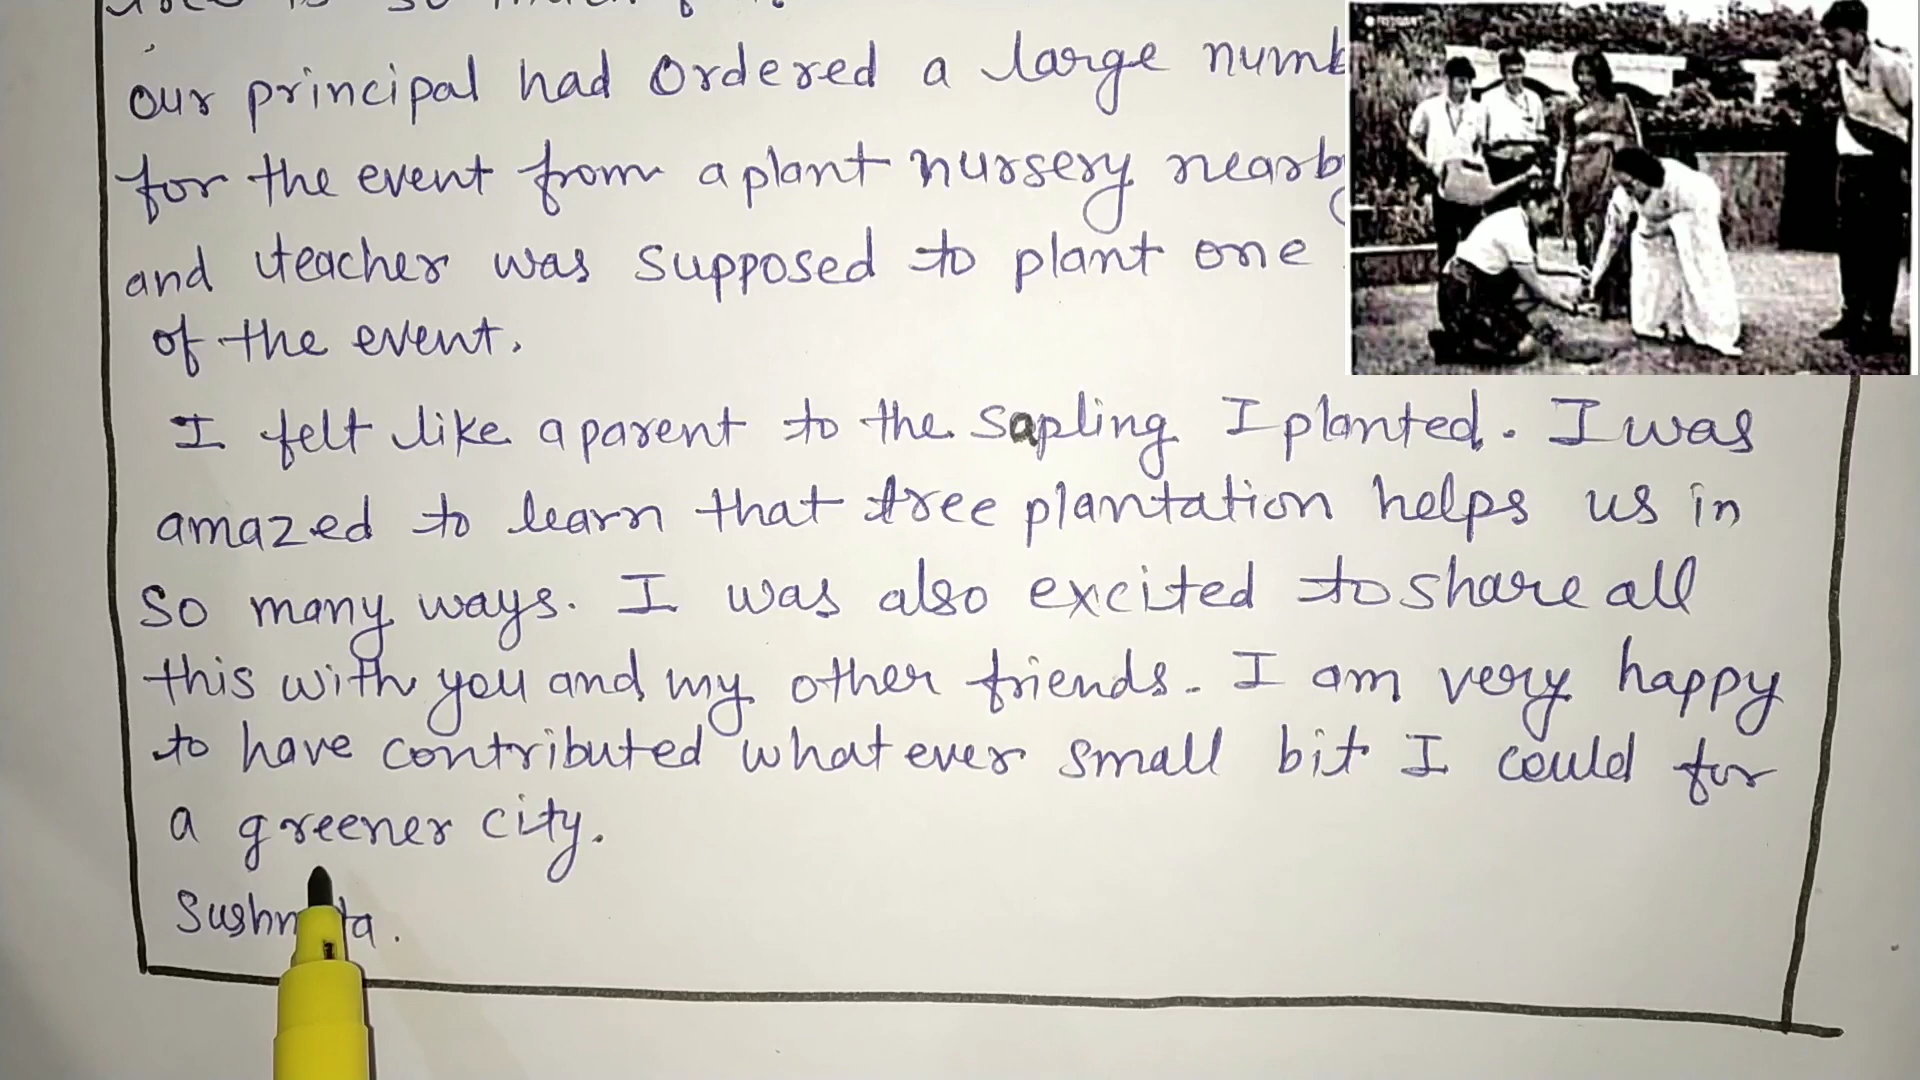 our principal had ordered a large numb
for the event from a plant nursery nearby
and teacher was supposed to plant one
of the event.
I felt like a parent to the sapling I planted. I was
amazed to learn that tree plantation helps us in
so many ways. I was also excited to share all
this with you and my other friends. I am very happy
to have contributed whatever small bit I could for
a greener city.